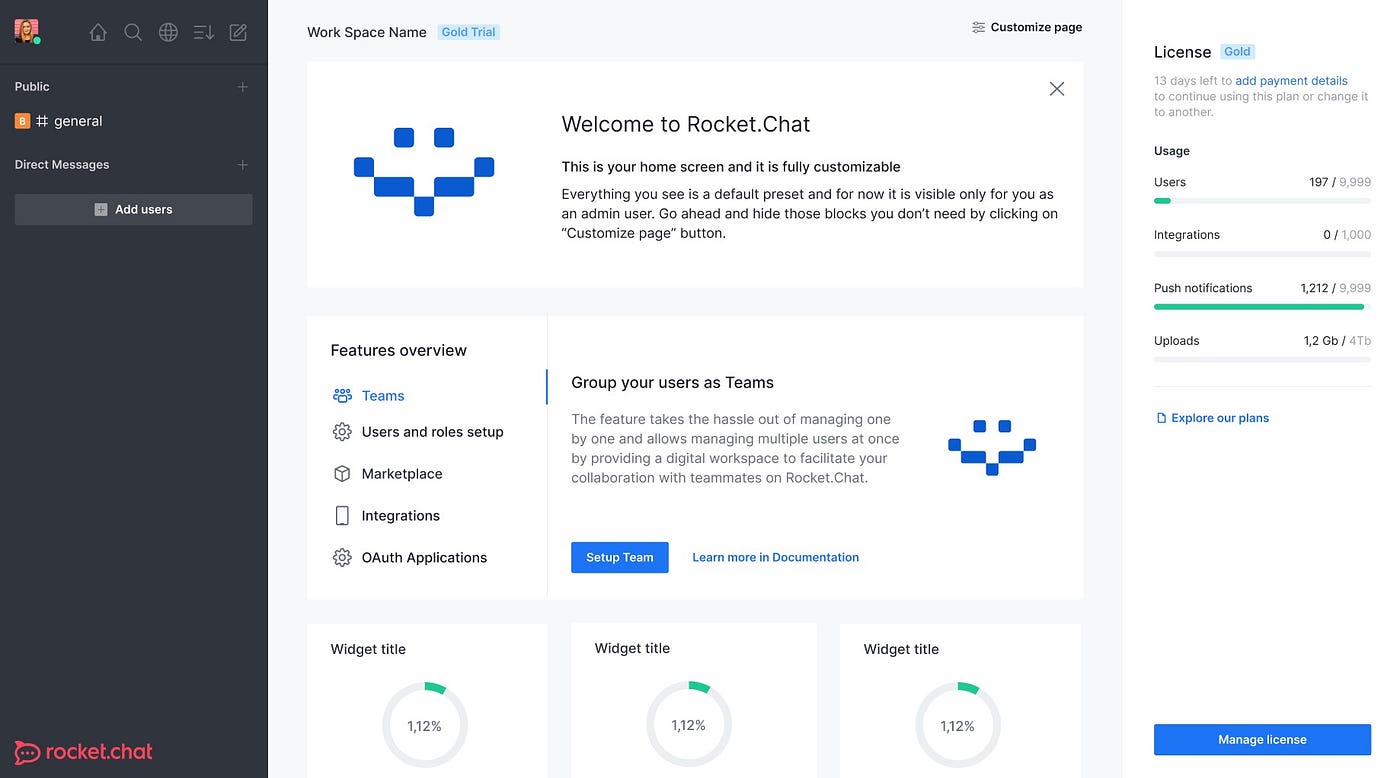 Public
B # general
Direct Messages
Add users
rocket.chat
Work Space Name Gold Trial
Customize page
Welcome to Rocket.Chat
This is your home screen and it is fully customizable
Everything you see is a default preset and for now it is visible only for you as
an admin user. Go ahead and hide those blocks you don’t need by clicking on
“Customize page” button.
Features overview
Teams
Users and roles setup
Marketplace
Integrations
OAuth Applications
Group your users as Teams
The feature takes the hassle out of managing one
by one and allows managing multiple users at once
by providing a digital workspace to facilitate your
collaboration with teammates on Rocket.Chat.
Setup Team
Learn more in Documentation
Widget title
1,12%
Widget title
1,12%
Widget title
1,12%
License Gold
13 days left to add payment details
to continue using this plan or change it
to another.
Usage
Users 197 / 9,999
Integrations 0 / 1,000
Push notifications 1,212 / 9,999
Uploads 1,2 Gb / 4Tb
Explore our plans
Manage license